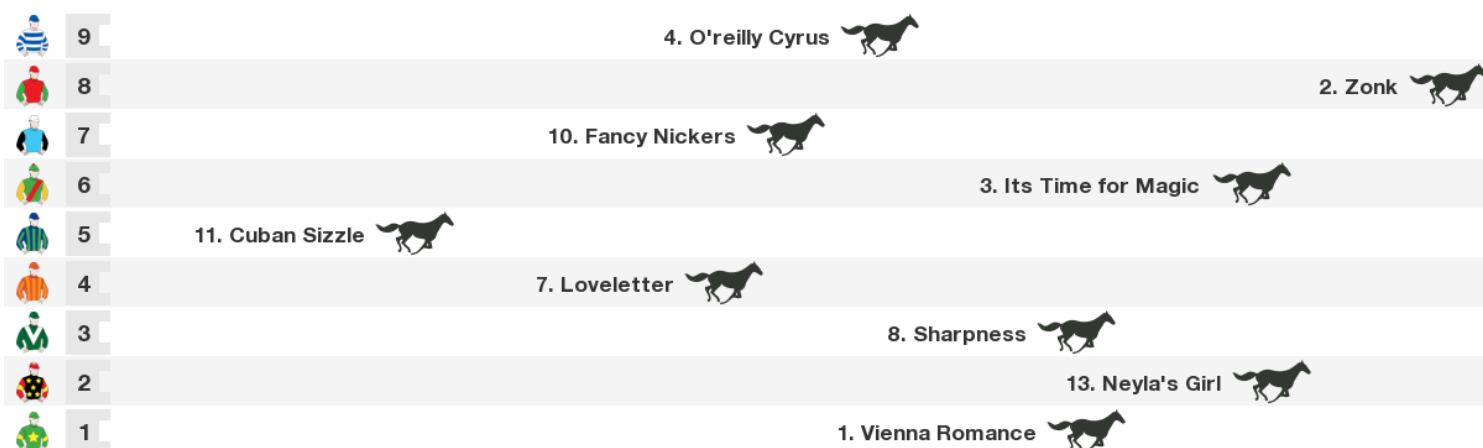 9 4. O'reilly Cyrus
8 2. Zonk
7 10. Fancy Nickers
6 3. Its Time for Magic
5 11. Cuban Sizzle
4 7. Loveletter
3 8. Sharpness
2 13. Neyla's Girl
1 1. Vienna Romance